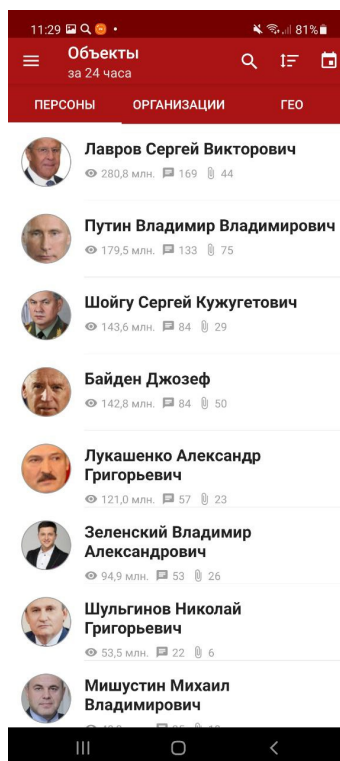 11:29 81%
Объекты
за 24 часа
ПЕРСОНЫ ОРГАНИЗАЦИИ ГЕО
Лавров Сергей Викторович
280,8 млн. 169 44
Путин Владимир Владимирович
179,5 млн. 133 75
Шойгу Сергей Кужугетович
143,6 млн. 84 29
Байден Джозеф
142,8 млн. 84 50
Лукашенко Александр
Григорьевич
121,0 млн. 57 23
Зеленский Владимир
Александрович
94,9 млн. 53 26
Шульгинов Николай
Григорьевич
53,5 млн. 22 6
Мишустин Михаил
Владимирович